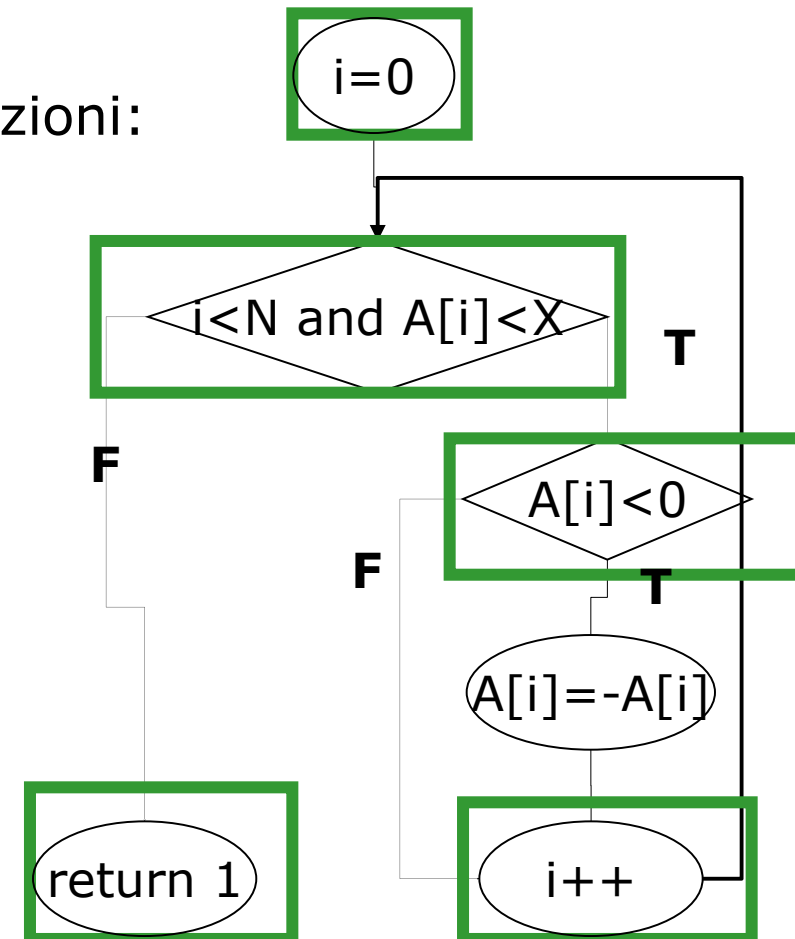 i=0
zioni:
i<N and A[i]<X
T
F
A[i]<0
F
T
A[i]=-A[i]
return 1
i++